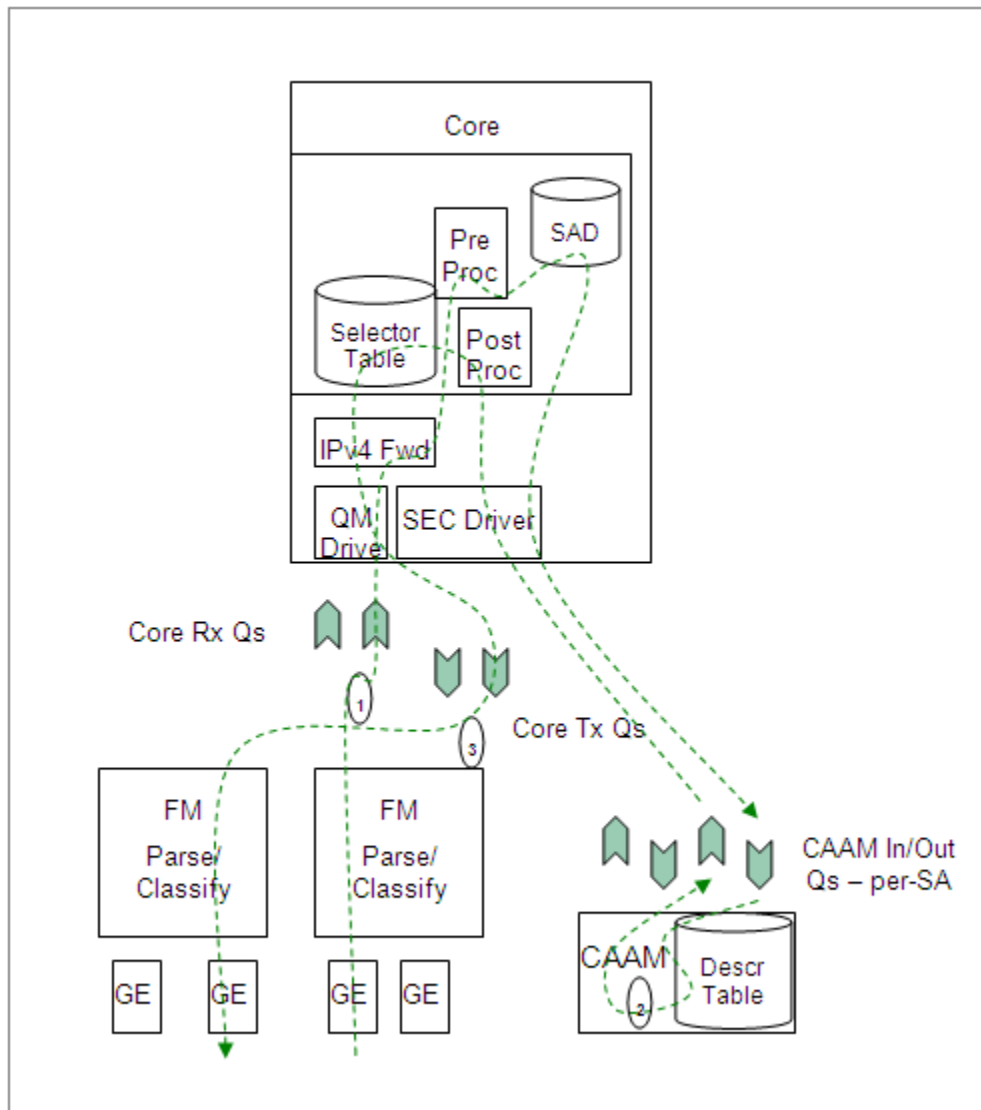 Core
SAD
Pre
Proc
Selector
Table
Post
Proc
IPv4 Fwd
QM
Drive
SEC Driver
Core Rx Qs
1
Core Tx Qs
3
FM
Parse/
Classify
FM
Parse/
Classify
CAAM In/Out
Qs – per-SA
CAAM
2
Descr
Table
GE
GE
GE
GE